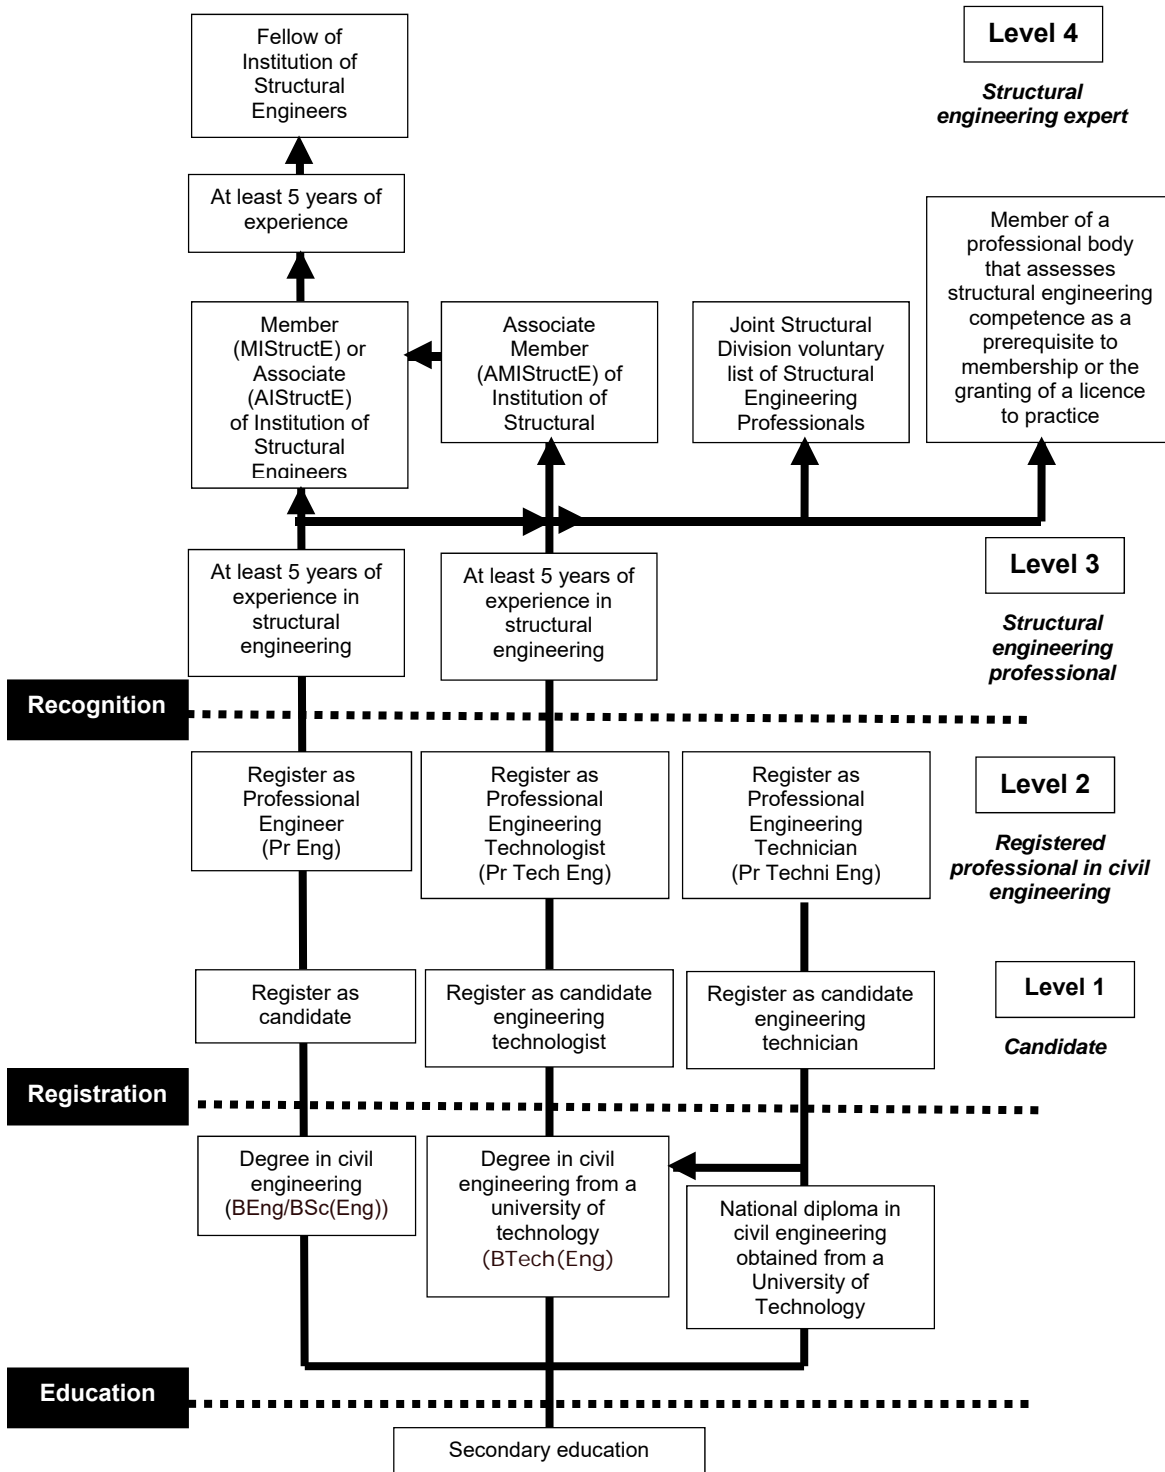 Fellow of
Institution of
Structural
Engineers
Level 4
Structural
engineering expert
At least 5 years of
experience
Member of a
professional body
that assesses
structural engineering
competence as a
prerequisite to
membership or the
granting of a licence
to practice
Member
(MIStructE) or
Associate
(AIStructE)
of Institution of
Structural
Engineers
Associate
Member
(AMIStructE) of
Institution of
Structural
Joint Structural
Division voluntary
list of Structural
Engineering
Professionals
At least 5 years of
experience in
structural
engineering
At least 5 years of
experience in
structural
engineering
Level 3
Structural
engineering
professional
Recognition
Register as
Professional
Engineer
(Pr Eng)
Register as
Professional
Engineering
Technologist
(Pr Tech Eng)
Register as
Professional
Engineering
Technician
(Pr Techni Eng)
Level 2
Registered
professional in civil
engineering
Register as
candidate
Register as candidate
engineering
technologist
Register as candidate
engineering
technician
Level 1
Candidate
Registration
Degree in civil
engineering
(BEng/BSc(Eng))
Degree in civil
engineering from a
university of
technology
(BTech(Eng)
National diploma in
civil engineering
obtained from a
University of
Technology
Education
Secondary education